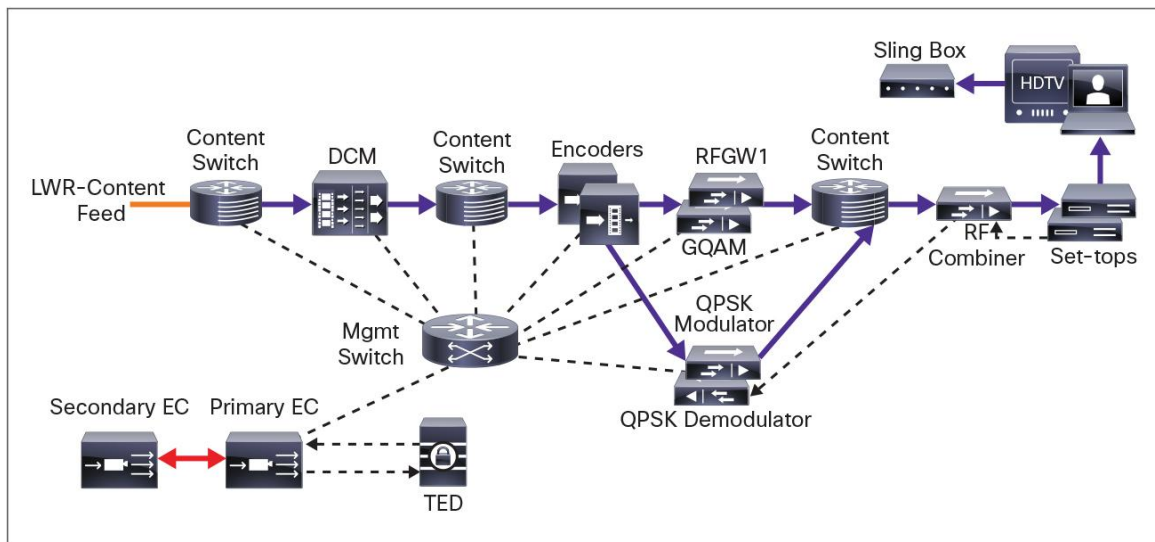 Sling Box
HDTV
Content
Switch
DCM
Content
Switch
Encoders
RFGW1
Content
Switch
LWR-Content
Feed
GQAM
RF
Combiner
Set-tops
QPSK
Modulator
Mgmt
Switch
QPSK Demodulator
Secondary EC
Primary EC
TED